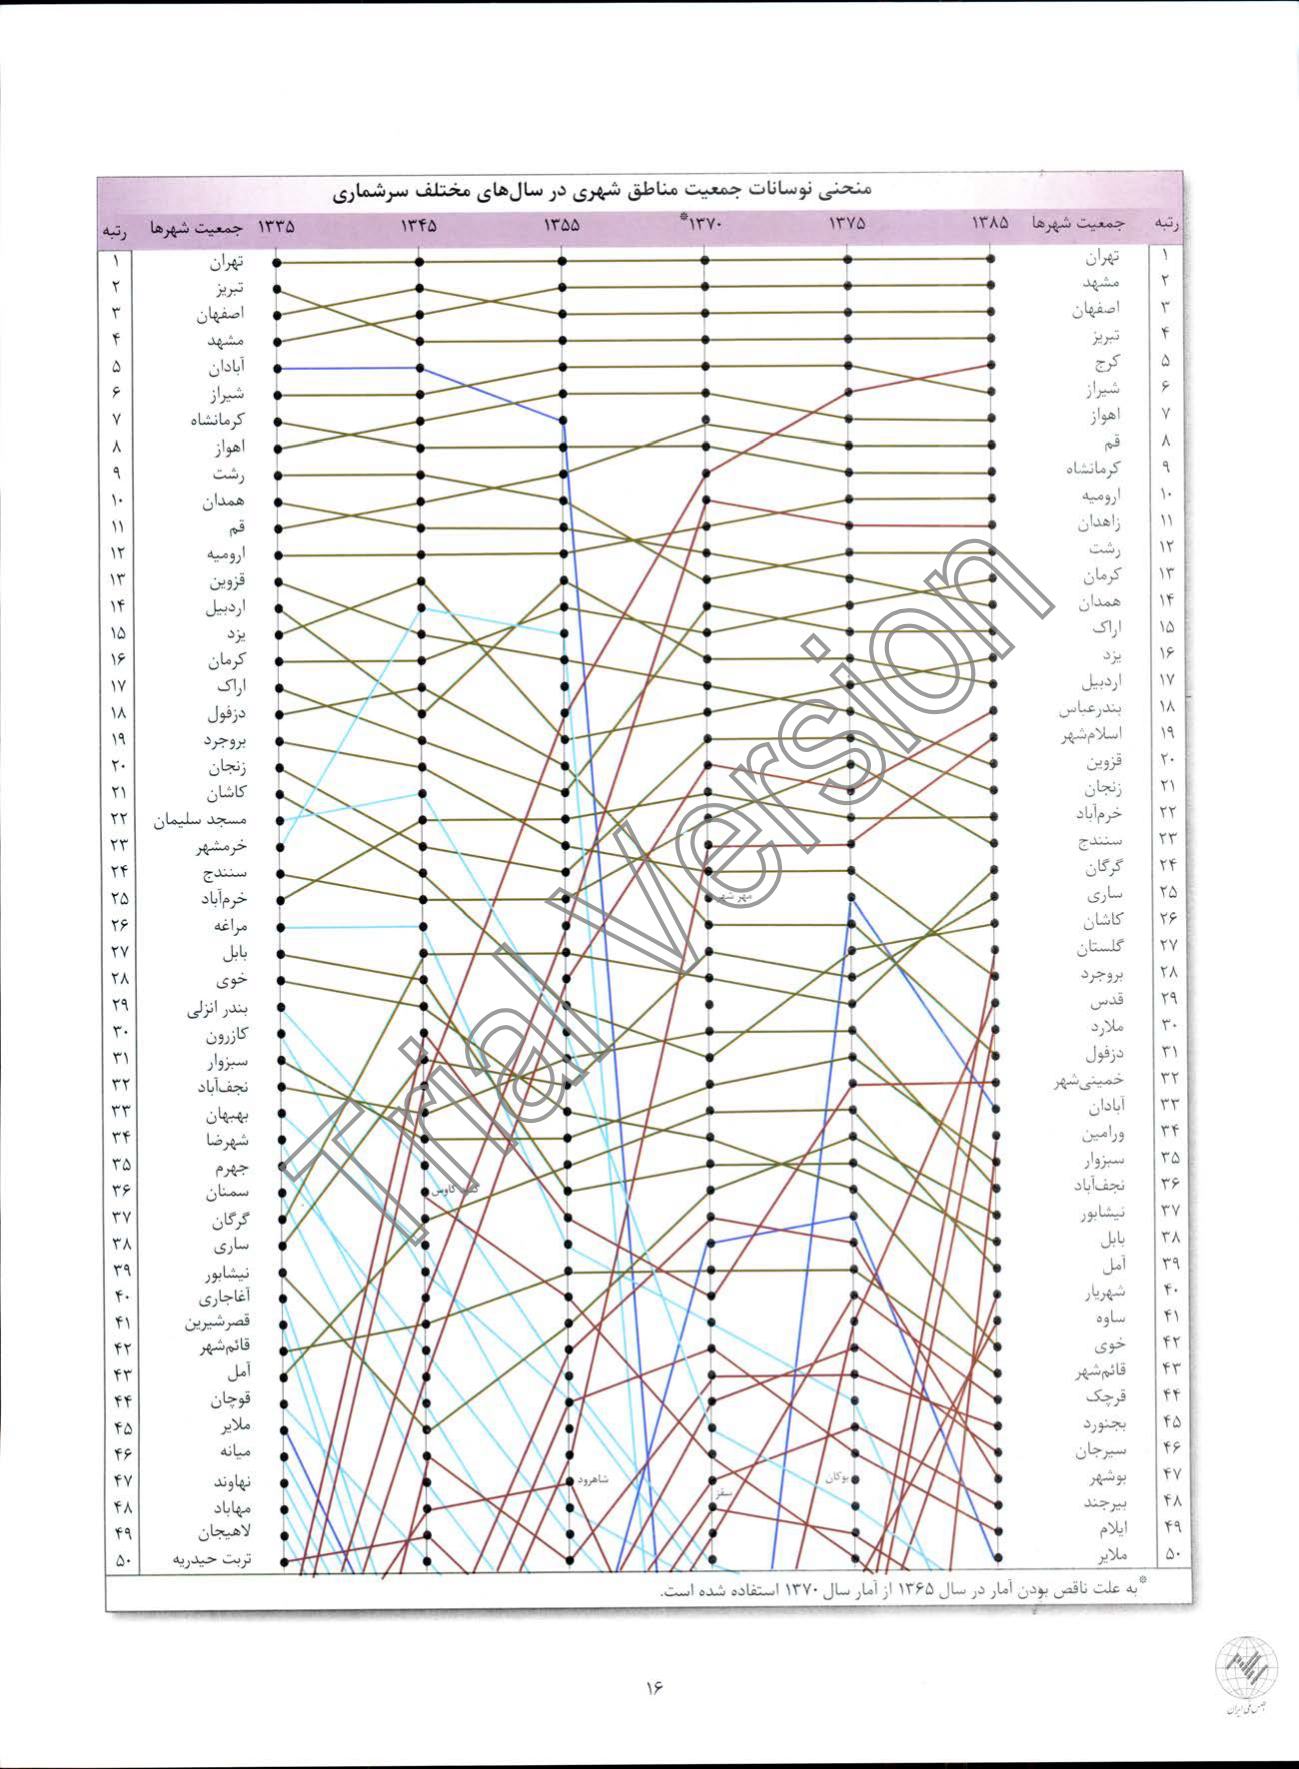 منحنی نوسانات جمعیت مناطق شهری در سال‌های مختلف سرشماری
رتبه جمعیت شهرها ۱۳۸۵ ۱۳۷۵ ۱۳۷۰* ۱۳۵۵ ۱۳۴۵ ۱۳۳۵ جمعیت شهرها رتبه
۱ تهران تهران ۱
۲ مشهد تبریز ۲
۳ اصفهان اصفهان ۳
۴ تبریز مشهد ۴
۵ کرج آبادان ۵
۶ شیراز شیراز ۶
۷ اهواز کرمانشاه ۷
۸ قم اهواز ۸
۹ کرمانشاه رشت ۹
۱۰ ارومیه همدان ۱۰
۱۱ زاهدان قم ۱۱
۱۲ رشت ارومیه ۱۲
۱۳ کرمان قزوین ۱۳
۱۴ همدان اردبیل ۱۴
۱۵ اراک یزد ۱۵
۱۶ یزد کرمان ۱۶
۱۷ اردبیل اراک ۱۷
۱۸ بندرعباس دزفول ۱۸
۱۹ اسلام‌شهر بروجرد ۱۹
۲۰ قزوین زنجان ۲۰
۲۱ زنجان کاشان ۲۱
۲۲ خرم‌آباد مسجد سلیمان ۲۲
۲۳ سنندج خرمشهر ۲۳
۲۴ گرگان سنندج ۲۴
۲۵ ساری مهر شهر خرم‌آباد ۲۵
۲۶ کاشان مراغه ۲۶
۲۷ گلستان بابل ۲۷
۲۸ بروجرد خوی ۲۸
۲۹ قدس بندر انزلی ۲۹
۳۰ ملارد کازرون ۳۰
۳۱ دزفول سبزوار ۳۱
۳۲ خمینی‌شهر نجف‌آباد ۳۲
۳۳ آبادان بهبهان ۳۳
۳۴ ورامین شهرضا ۳۴
۳۵ سبزوار جهرم ۳۵
۳۶ نجف‌آباد گنبد کاوس سمنان ۳۶
۳۷ نیشابور گرگان ۳۷
۳۸ بابل ساری ۳۸
۳۹ آمل نیشابور ۳۹
۴۰ شهریار آغاجاری ۴۰
۴۱ ساوه قصرشیرین ۴۱
۴۲ خوی قائم‌شهر ۴۲
۴۳ قائم‌شهر آمل ۴۳
۴۴ قرچک قوچان ۴۴
۴۵ بجنورد ملایر ۴۵
۴۶ سیرجان میانه ۴۶
۴۷ بوشهر بوکان شاهرود نهاوند ۴۷
۴۸ بیرجند سقز مهاباد ۴۸
۴۹ ایلام لاهیجان ۴۹
۵۰ ملایر تربت حیدریه ۵۰
*به علت ناقص بودن آمار در سال ۱۳۶۵ از آمار سال ۱۳۷۰ استفاده شده است.
۱۶
Trial Version